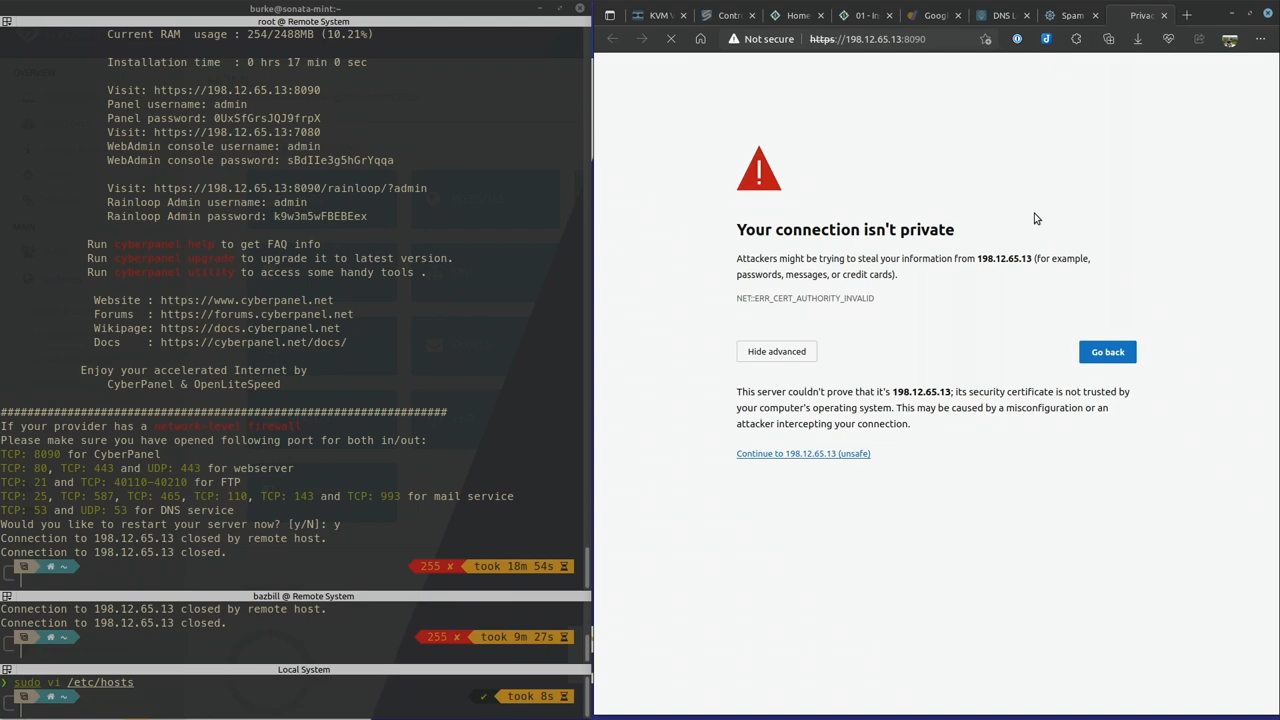 burke@sonata-mint:~
root @ Remote System
Current RAM  usage : 254/2488MB (10.21%)
Installation time  : 0 hrs 17 min 0 sec
Visit: https://198.12.65.13:8090
Panel username: admin
Panel password: 0UxSfGrsJQJ9frpX
Visit: https://198.12.65.13:7080
WebAdmin console username: admin
WebAdmin console password: sBdIIe3g5hGrYqqa
Visit: https://198.12.65.13:8090/rainloop/?admin
Rainloop Admin username: admin
Rainloop Admin password: k9w3m5wFBEBEex
Run cyberpanel help to get FAQ info
Run cyberpanel upgrade to upgrade it to latest version.
Run cyberpanel utility to access some handy tools .
Website : https://www.cyberpanel.net
Forums  : https://forums.cyberpanel.net
Wikipage: https://docs.cyberpanel.net
Docs    : https://cyberpanel.net/docs/
Enjoy your accelerated Internet by
CyberPanel & OpenLiteSpeed
###################################################################
If your provider has a network-level firewall
Please make sure you have opened following port for both in/out:
TCP: 8090 for CyberPanel
TCP: 80, TCP: 443 and UDP: 443 for webserver
TCP: 21 and TCP: 40110-40210 for FTP
TCP: 25, TCP: 587, TCP: 465, TCP: 110, TCP: 143 and TCP: 993 for mail service
TCP: 53 and UDP: 53 for DNS service
Would you like to restart your server now? [y/N]: y
Connection to 198.12.65.13 closed by remote host.
Connection to 198.12.65.13 closed.
~ 255 ✘ took 18m 54s
bazbill @ Remote System
Connection to 198.12.65.13 closed by remote host.
Connection to 198.12.65.13 closed.
~ 255 ✘ took 9m 27s
Local System
❯ sudo vi /etc/hosts
~ ✔ took 8s
KVM V
Contro
Home
01 - In
Googl
DNS L
Spam
Privac
Not secure https://198.12.65.13:8090
Your connection isn't private
Attackers might be trying to steal your information from 198.12.65.13 (for example,
passwords, messages, or credit cards).
NET::ERR_CERT_AUTHORITY_INVALID
Hide advanced
Go back
This server couldn't prove that it's 198.12.65.13; its security certificate is not trusted by
your computer's operating system. This may be caused by a misconfiguration or an
attacker intercepting your connection.
Continue to 198.12.65.13 (unsafe)